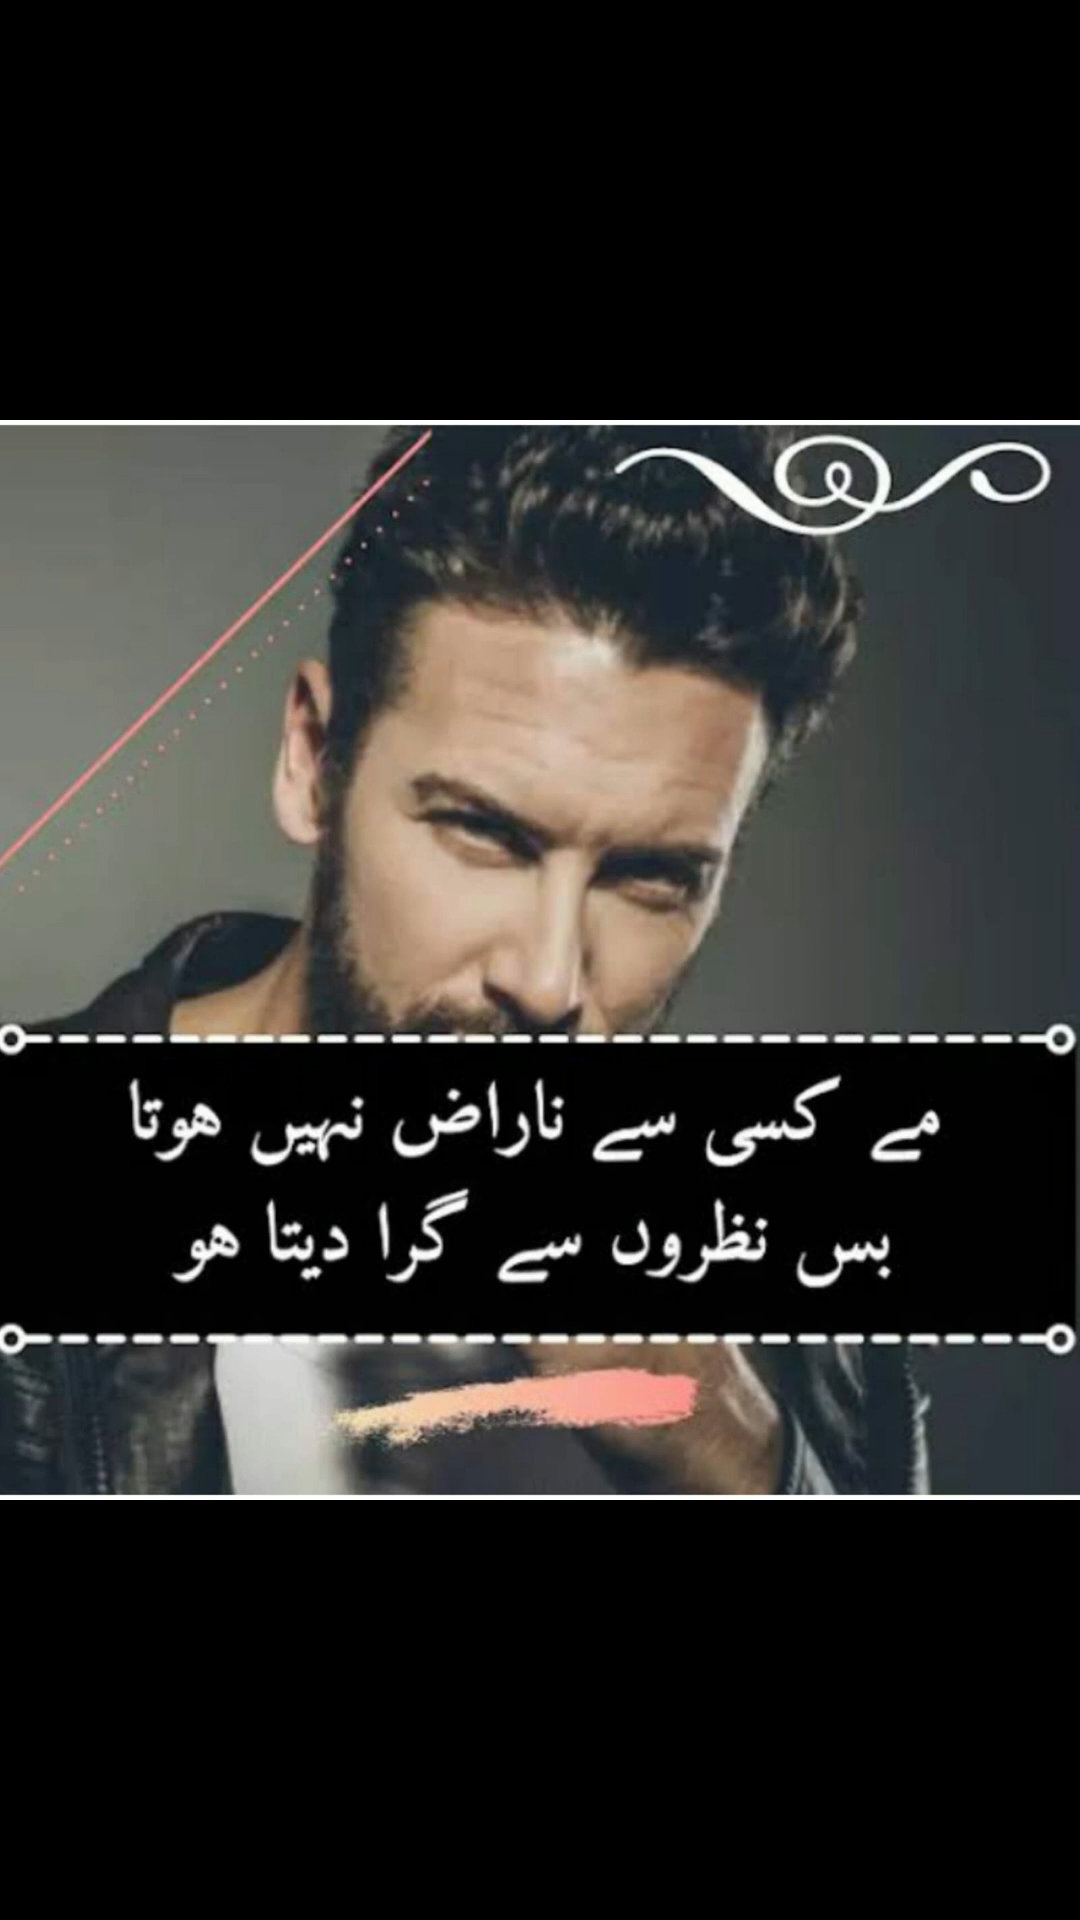 مے کسی سے ناراض نہیں ھوتا
بس نظروں سے گرا دیتا ھو